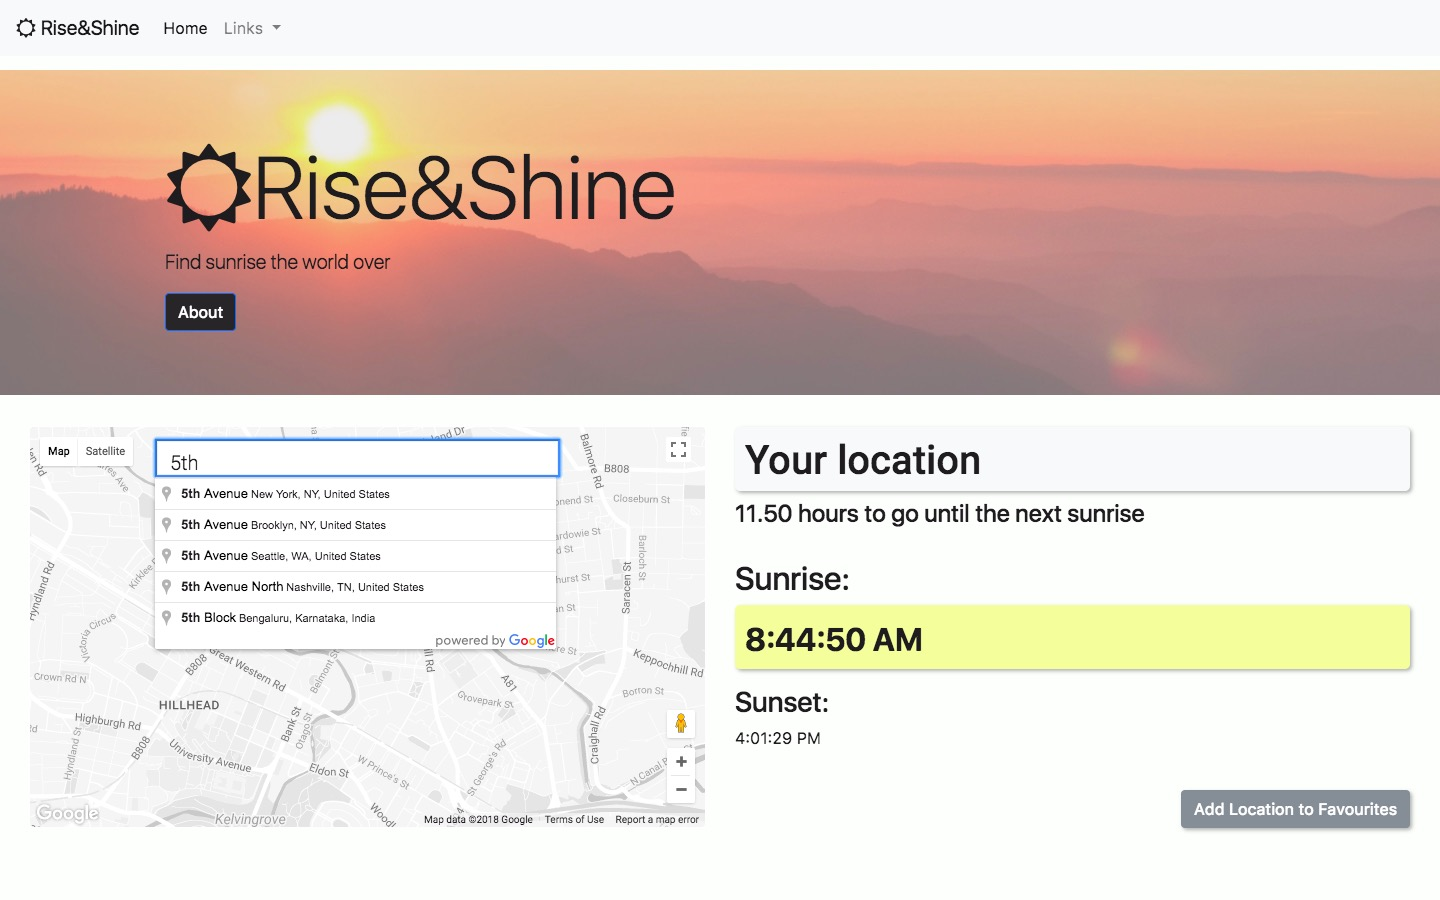 Rise&Shine
Home
Links
Rise&Shine
Find sunrise the world over
About
Map
Satellite
5th
5th Avenue New York, NY, United States
5th Avenue Brooklyn, NY, United States
5th Avenue Seattle, WA, United States
5th Avenue North Nashville, TN, United States
5th Block Bengaluru, Karnataka, India
powered by Google
land Dr
Balmore Rd
B808
Closeburn St
Barloch St
Saracen St
Hyndland Rd
Victoria Circus
B808
Great Western Rd
Belmont St
Crown Rd N
HILLHEAD
Highburgh Rd
Hyndland St
B808
University Avenue
Bank St
Otago St
Eldon St
W Prince's St
St George's Rd
Grovepark St
A81
Keppochhill Rd
Borron St
Craighall Rd
N Canal B
Kelvingrove
Google
Map data ©2018 Google
Terms of Use
Report a map error
Your location
11.50 hours to go until the next sunrise
Sunrise:
8:44:50 AM
Sunset:
4:01:29 PM
Add Location to Favourites